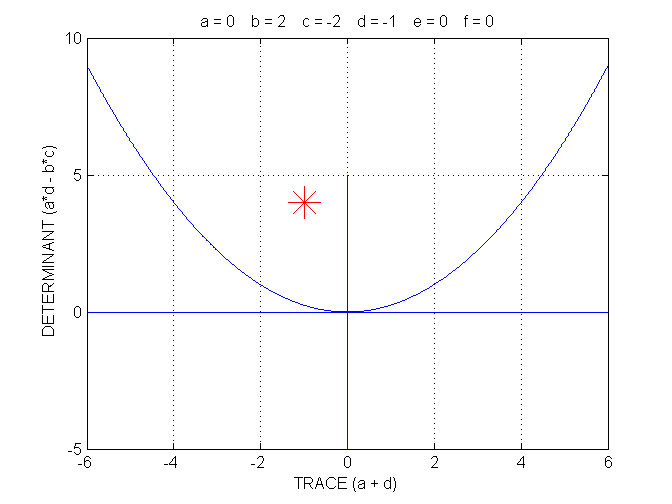 a = 0 b = 2 c = -2 d = -1 e = 0 f = 0
10
5
0
-5
DETERMINANT (a*d - b*c)
-6 -4 -2 0 2 4 6
TRACE (a + d)